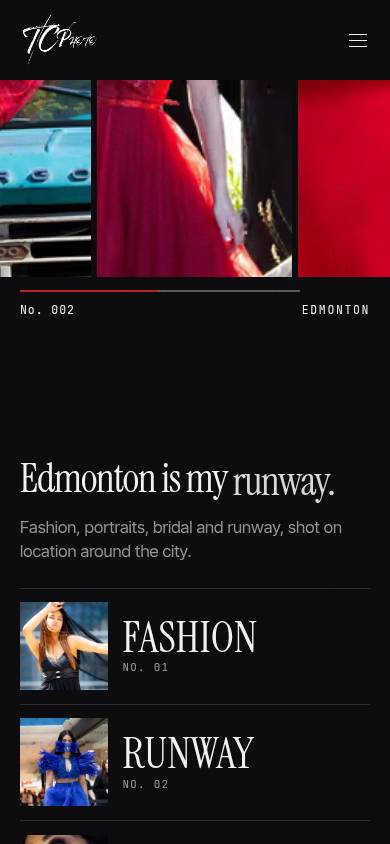 TCPHOTO
No. 002
EDMONTON
Edmonton is my runway.
Fashion, portraits, bridal and runway, shot on
location around the city.
FASHION
NO. 01
RUNWAY
NO. 02